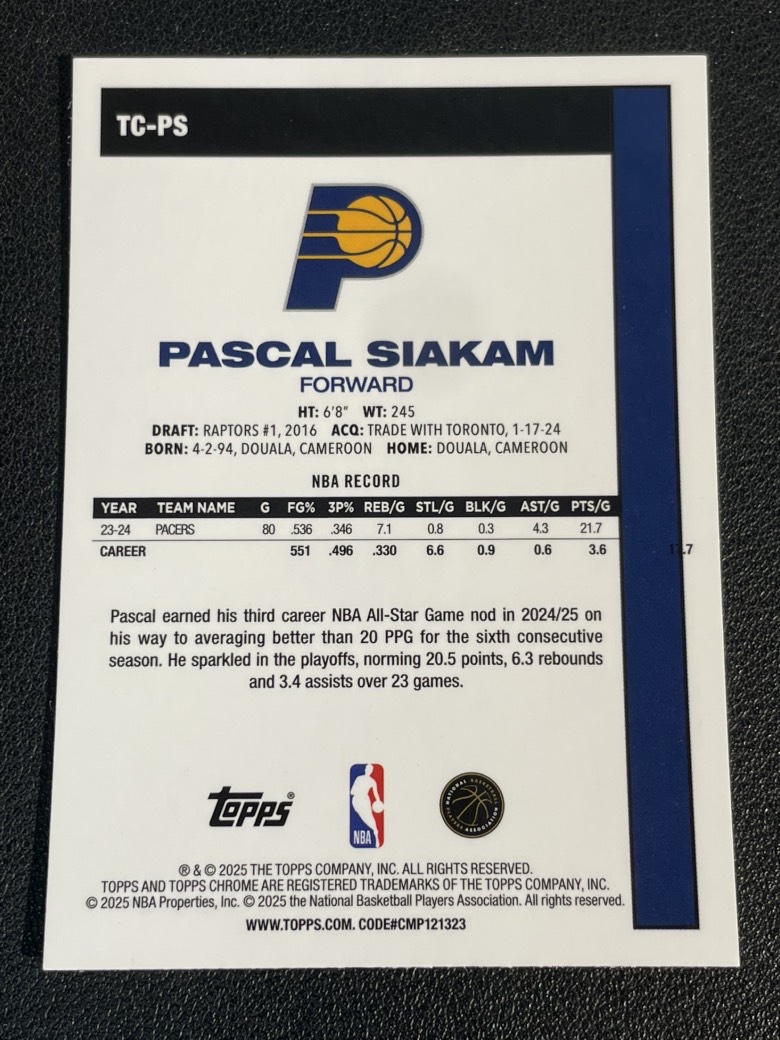 TC-PS
PASCAL SIAKAM
FORWARD
HT: 6'8" WT: 245
DRAFT: RAPTORS #1, 2016 ACQ: TRADE WITH TORONTO, 1-17-24
BORN: 4-2-94, DOUALA, CAMEROON HOME: DOUALA, CAMEROON
NBA RECORD
YEAR TEAM NAME G FG% 3P% REB/G STL/G BLK/G AST/G PTS/G
23-24 PACERS 80 .536 .346 7.1 0.8 0.3 4.3 21.7
CAREER 551 .496 .330 6.6 0.9 0.6 3.6 17.7
Pascal earned his third career NBA All-Star Game nod in 2024/25 on
his way to averaging better than 20 PPG for the sixth consecutive
season. He sparkled in the playoffs, norming 20.5 points, 6.3 rebounds
and 3.4 assists over 23 games.
topps®
NBA
NATIONAL BASKETBALL PLAYERS ASSOCIATION
® & © 2025 THE TOPPS COMPANY, INC. ALL RIGHTS RESERVED.
TOPPS AND TOPPS CHROME ARE REGISTERED TRADEMARKS OF THE TOPPS COMPANY, INC.
© 2025 NBA Properties, Inc. © 2025 the National Basketball Players Association. All rights reserved.
WWW.TOPPS.COM. CODE#CMP121323